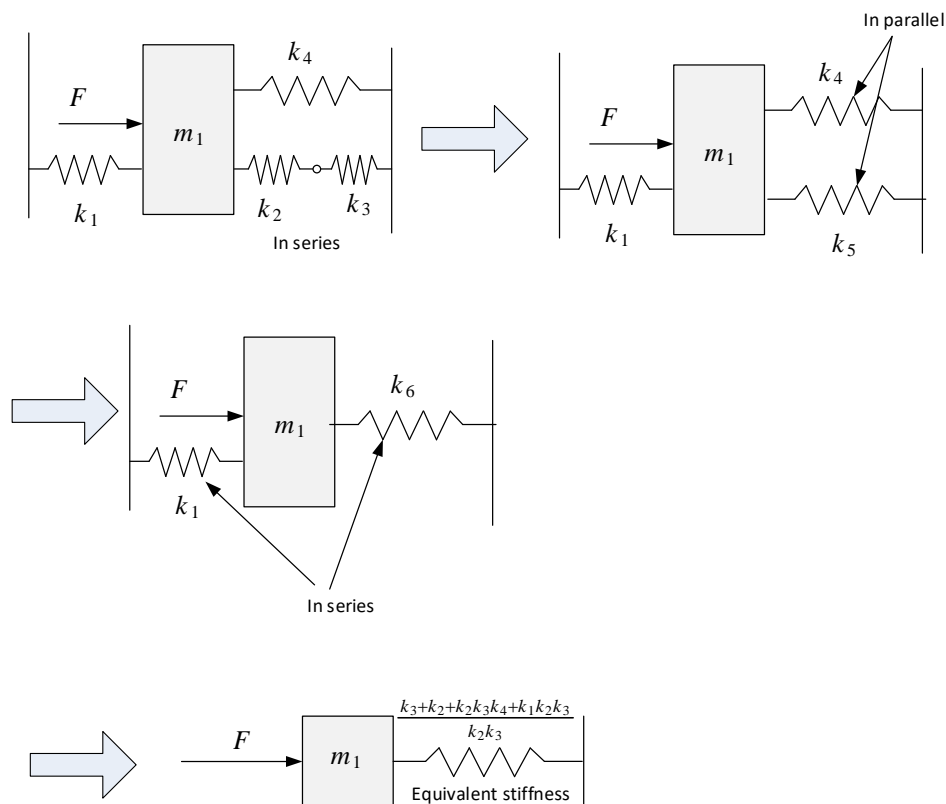 In parallel
k4
k4
F
F
m1
m1
k1
k2
k3
k1
k5
In series
k6
F
m1
k1
In series
k3+k2+k2k3k4+k1k2k3
k2k3
F
m1
Equivalent stiffness